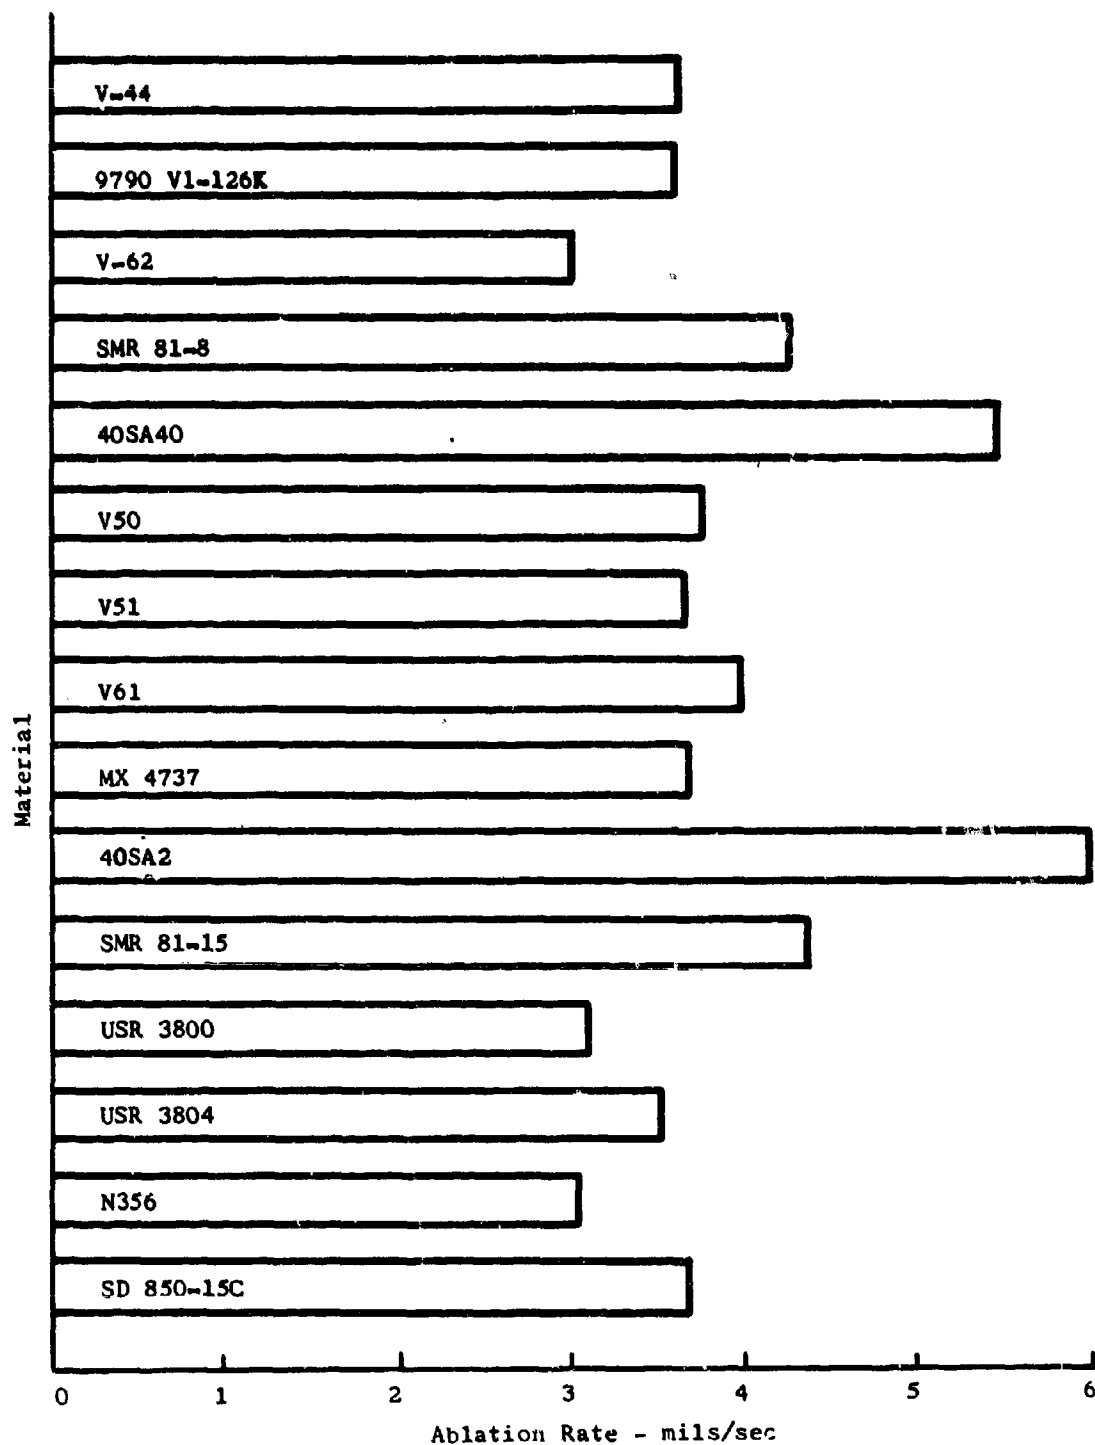 V-44
9790 V1-126K
V-62
SMR 81-8
40SA40
V50
V51
V61
MX 4737
40SA2
SMR 81-15
USR 3800
USR 3804
N356
SD 850-15C
Material
0 1 2 3 4 5 6
Ablation Rate - mils/sec